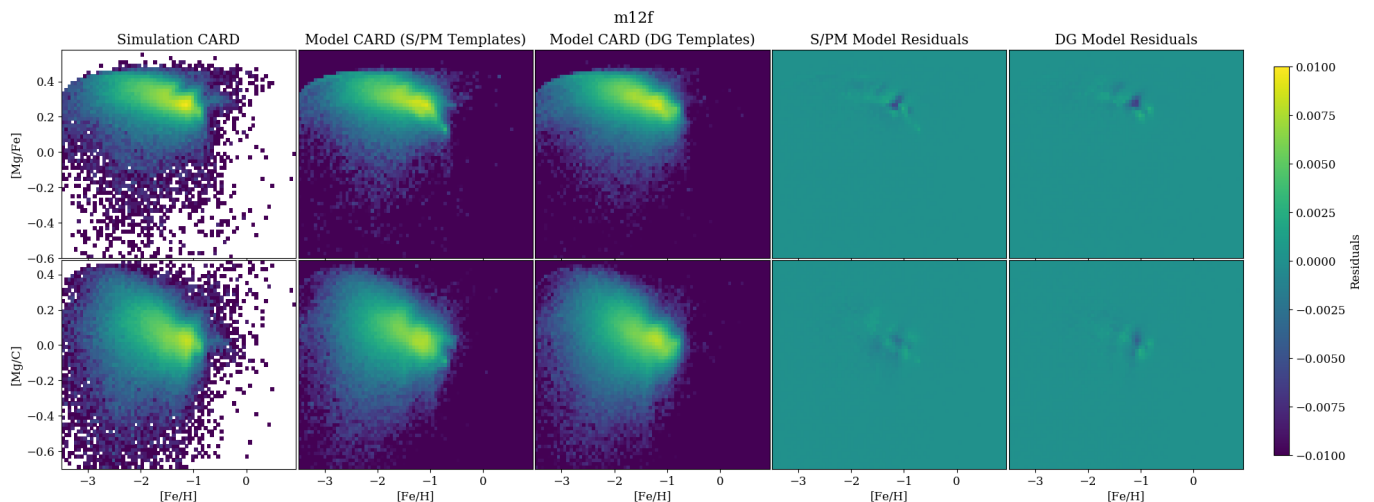 m12f
Simulation CARD
Model CARD (S/PM Templates)
Model CARD (DG Templates)
S/PM Model Residuals
DG Model Residuals
[Mg/Fe]
0.4
0.2
0.0
−0.2
−0.4
−0.6
[Mg/C]
0.4
0.2
0.0
−0.2
−0.4
−0.6
−3 −2 −1 0
[Fe/H]
−3 −2 −1 0
[Fe/H]
−3 −2 −1 0
[Fe/H]
−3 −2 −1 0
[Fe/H]
−3 −2 −1 0
[Fe/H]
0.0100
0.0075
0.0050
0.0025
0.0000
−0.0025
−0.0050
−0.0075
−0.0100
Residuals